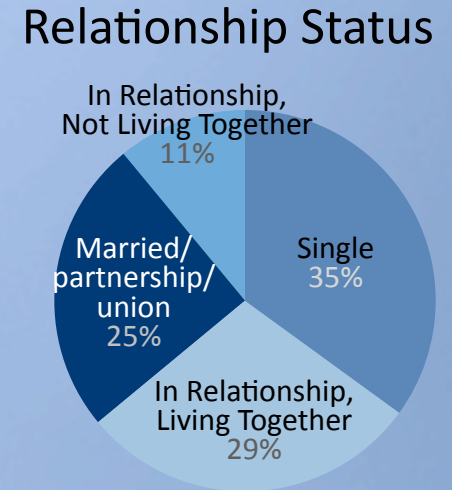 Relationship Status
In Relationship,
Not Living Together
11%
Single
35%
Married/
partnership/
union
25%
In Relationship,
Living Together
29%